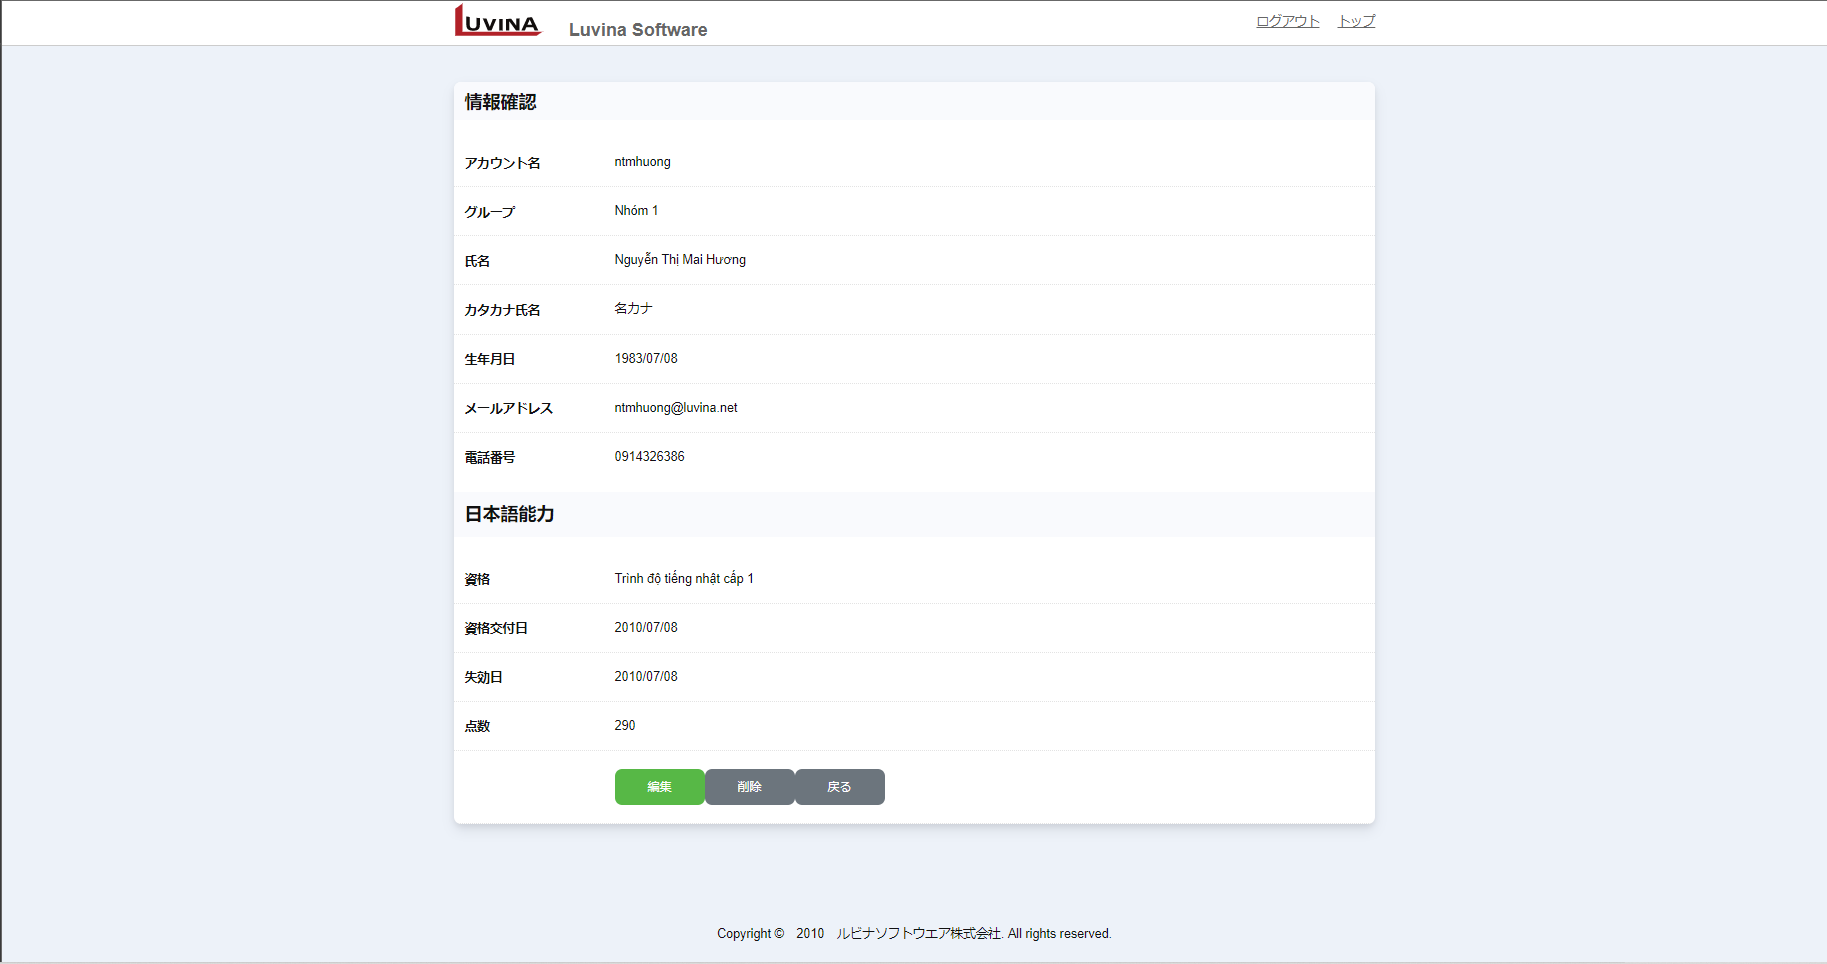 LUVINA Luvina Software ログアウト トップ
情報確認
アカウント名 ntmhuong
グループ Nhóm 1
氏名 Nguyễn Thị Mai Hương
カタカナ氏名 名カナ
生年月日 1983/07/08
メールアドレス ntmhuong@luvina.net
電話番号 0914326386
日本語能力
資格 Trình độ tiếng nhật cấp 1
資格交付日 2010/07/08
失効日 2010/07/08
点数 290
編集 削除 戻る
Copyright © 2010 ルビナソフトウエア株式会社. All rights reserved.